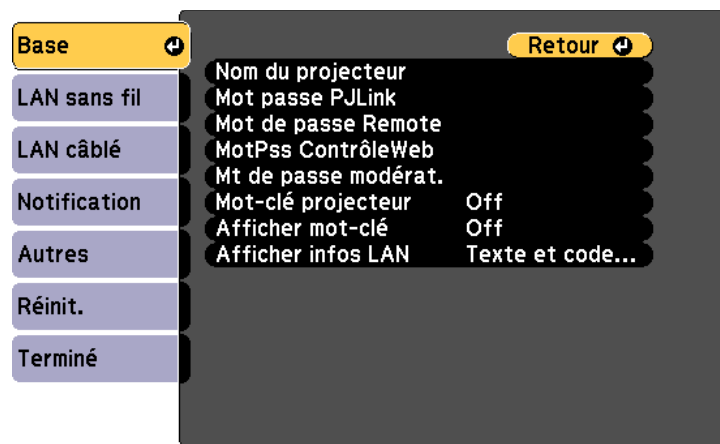 Base
LAN sans fil
LAN câblé
Notification
Autres
Réinit.
Terminé
Retour
Nom du projecteur
Mot passe PJLink
Mot de passe Remote
MotPss ContrôleWeb
Mt de passe modérat.
Mot-clé projecteur Off
Afficher mot-clé Off
Afficher infos LAN Texte et code...